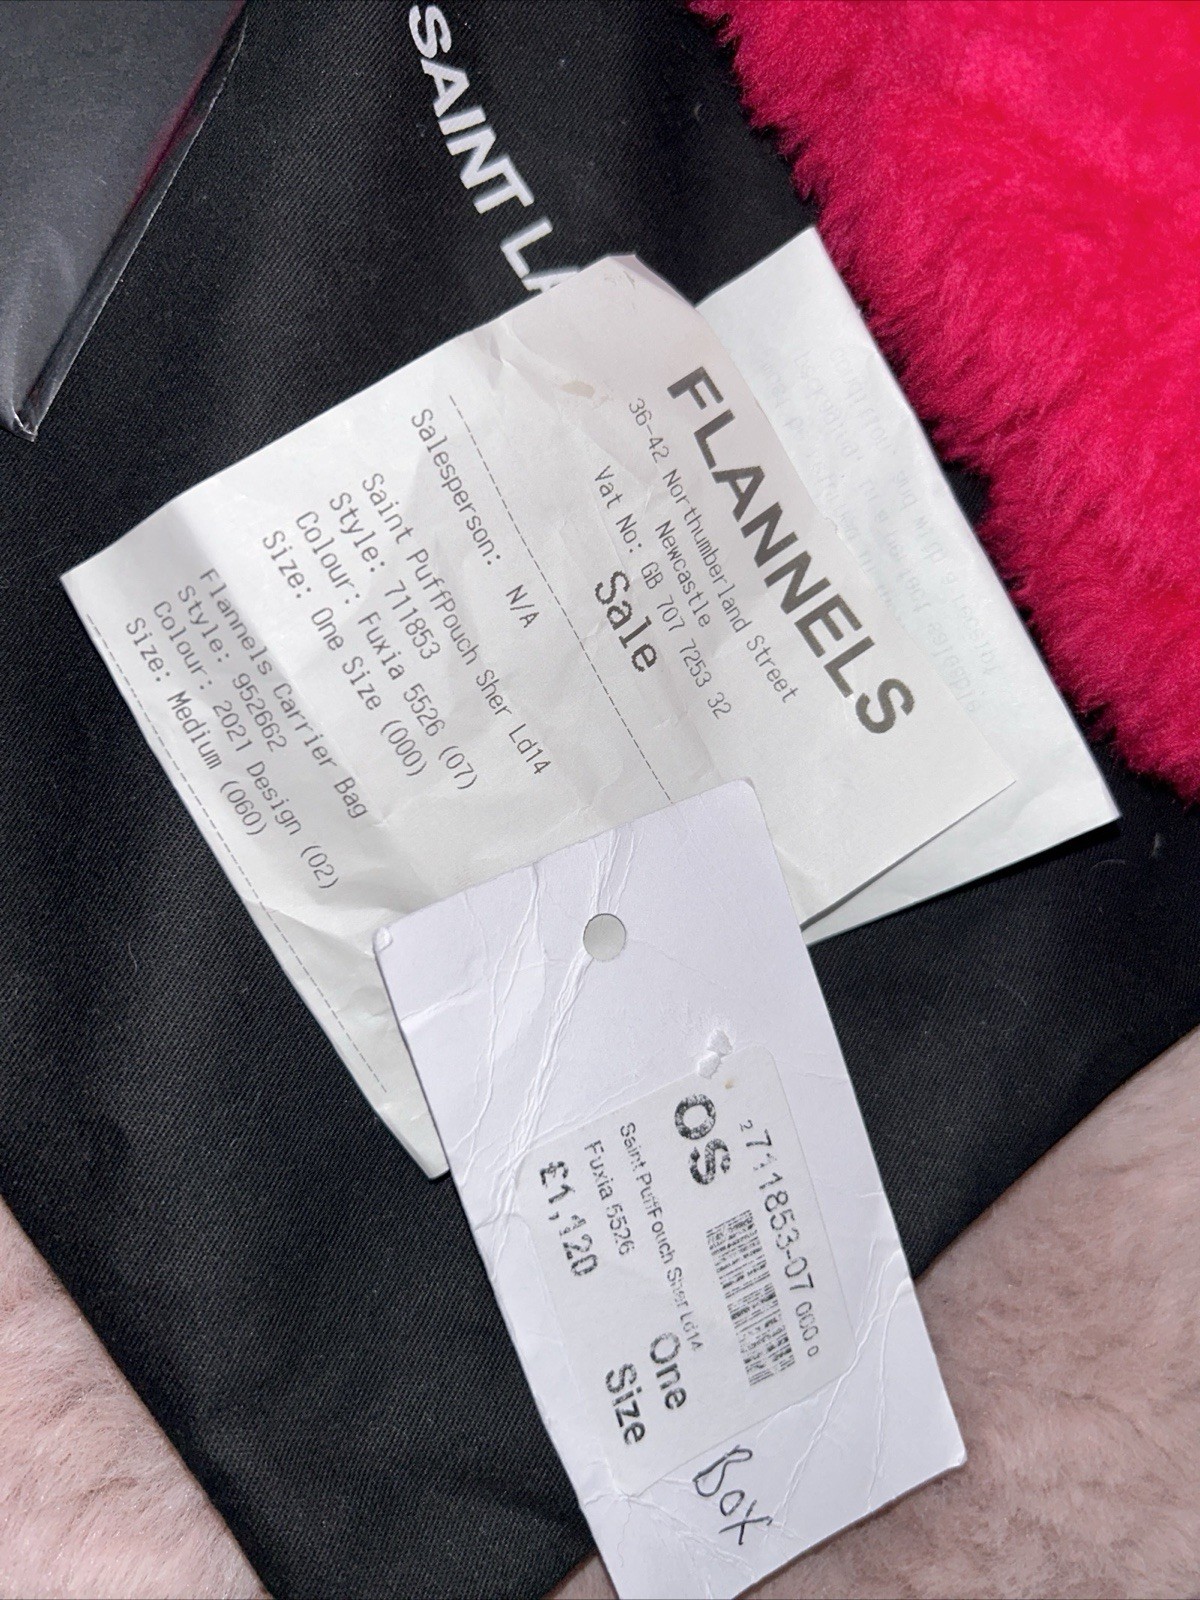 SAINT LA
FLANNELS
36-42 Northumberland Street
Newcastle
Vat No: GB 707 7253 32
Sale
Salesperson: N/A
Saint PuffPouch Sher Ld14
Style: 711853
Colour: Fuxia 5526 (07)
Size: One Size (000)
Flannels Carrier Bag
Style: 952662
Colour: 2021 Design (02)
Size: Medium (060)
2 711853-07 000 0
OS
Saint PuffPouch Sher Ld14
Fuxia 5526
One
Size
£1,120
Box